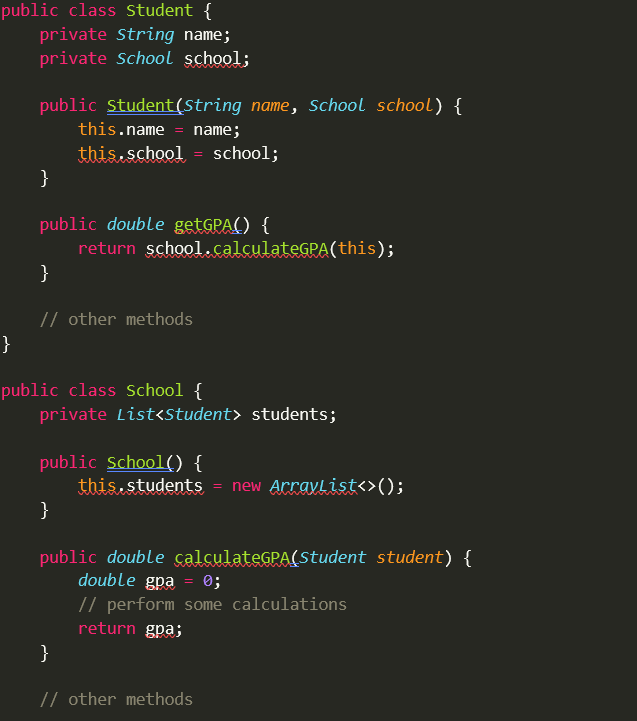 public class Student {
    private String name;
    private School school;

    public Student(String name, School school) {
        this.name = name;
        this.school = school;
    }

    public double getGPA() {
        return school.calculateGPA(this);
    }

    // other methods
}

public class School {
    private List<Student> students;

    public School() {
        this.students = new ArrayList<>();
    }

    public double calculateGPA(Student student) {
        double gpa = 0;
        // perform some calculations
        return gpa;
    }

    // other methods